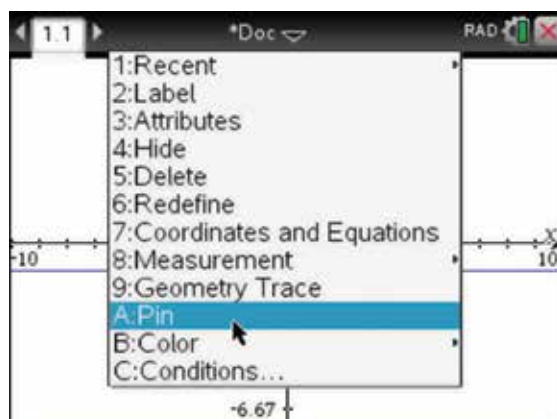 1.1 *Doc RAD
1:Recent
2:Label
3:Attributes
4:Hide
5:Delete
6:Redefine
7:Coordinates and Equations
8:Measurement
9:Geometry Trace
A:Pin
B:Color
C:Conditions...
x
-10 10
-6.67